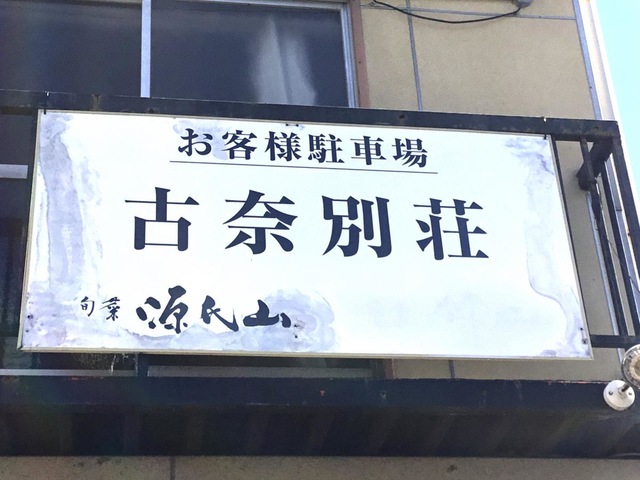 お客様駐車場
古奈別荘
旬菜 源氏山